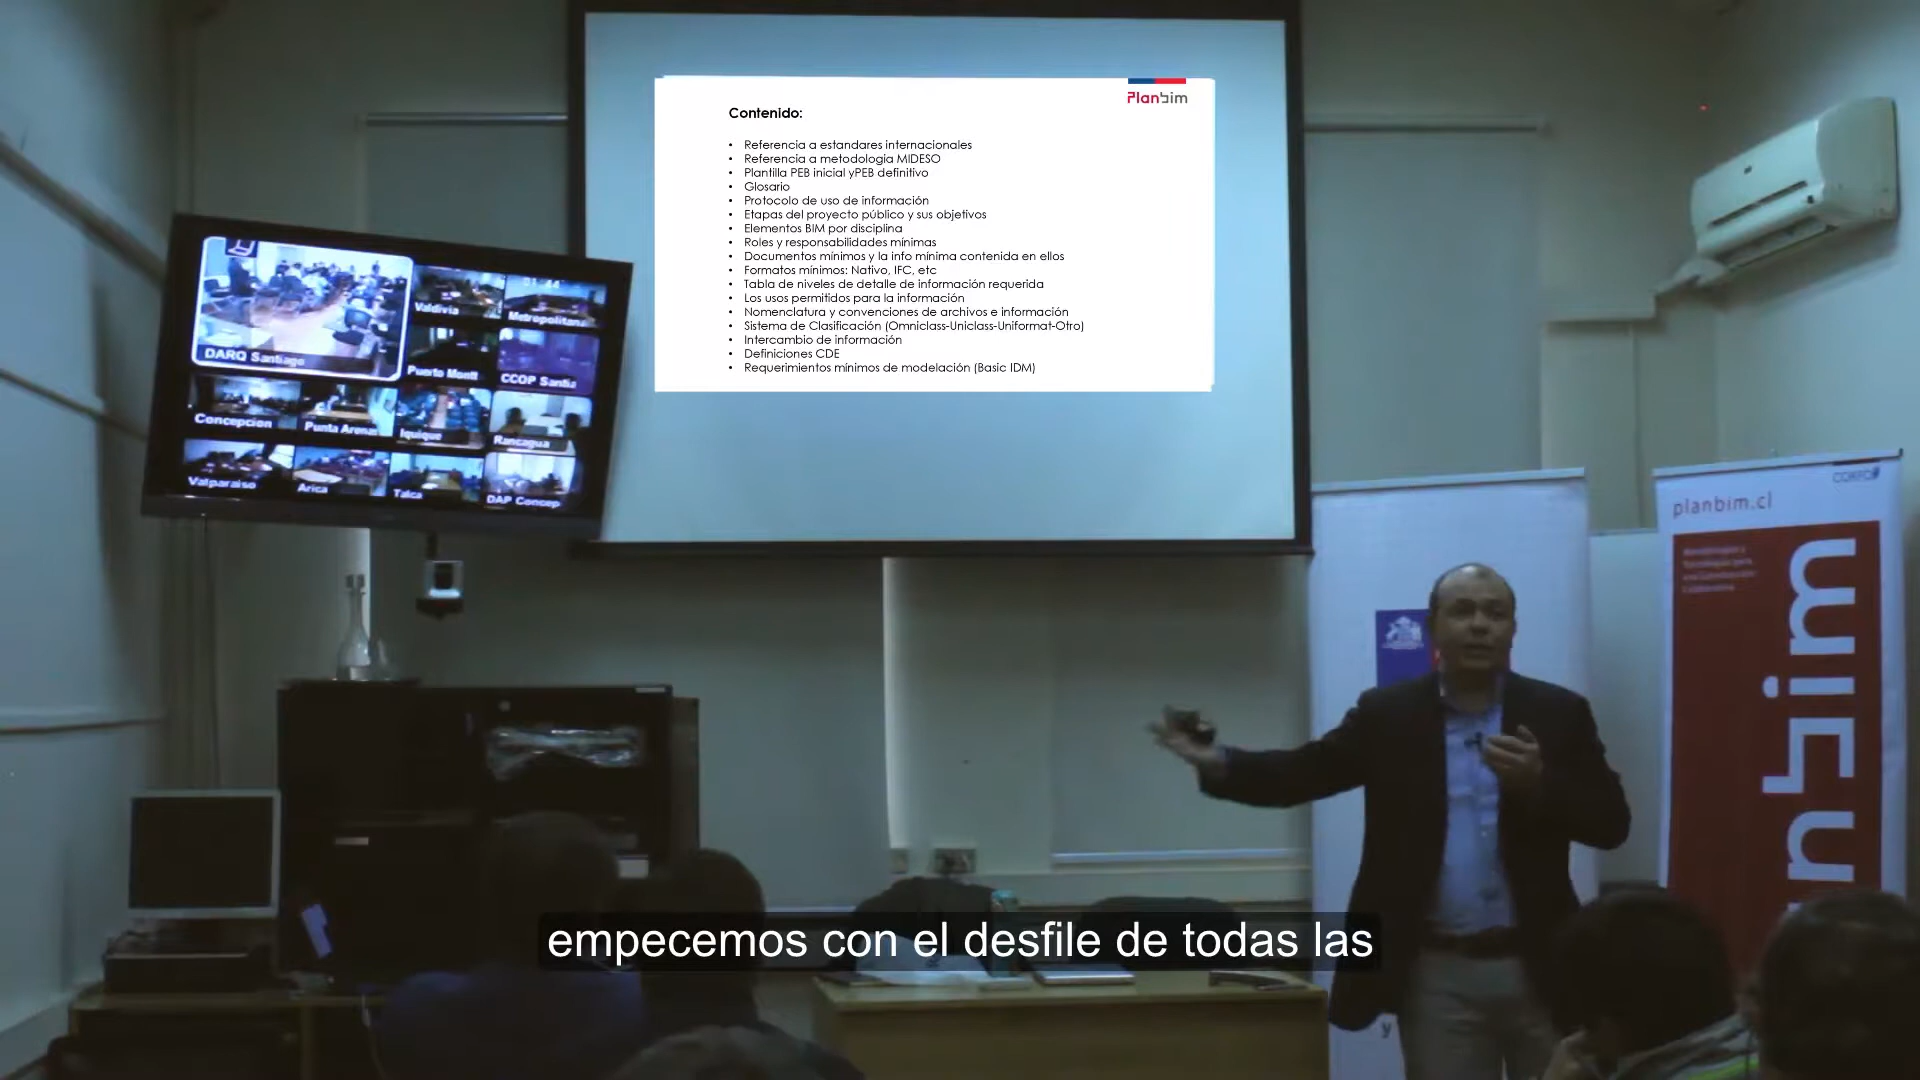 Planbim
Contenido:
• Referencia a estandares internacionales
• Referencia a metodología MIDESO
• Plantilla PEB inicial yPEB definitivo
• Glosario
• Protocolo de uso de información
• Etapas del proyecto público y sus objetivos
• Elementos BIM por disciplina
• Roles y responsabilidades mínimas
• Documentos mínimos y la info mínima contenida en ellos
• Formatos mínimos: Nativo, IFC, etc
• Tabla de niveles de detalle de información requerida
• Los usos permitidos para la información
• Nomenclatura y convenciones de archivos e información
• Sistema de Clasificación (Omniclass-Uniclass-Uniformat-Otro)
• Intercambio de información
• Definiciones CDE
• Requerimientos mínimos de modelación (Basic IDM)
DARQ Santiago
Valdivia
Metropolitana
Puerto Montt
CCOP Santia
Concepcion
Punta Arenas
Iquique
Rancagua
Valparaiso
Arica
Talca
DAP Concep
CORFO
planbim.cl
nbim
y
empecemos con el desfile de todas las